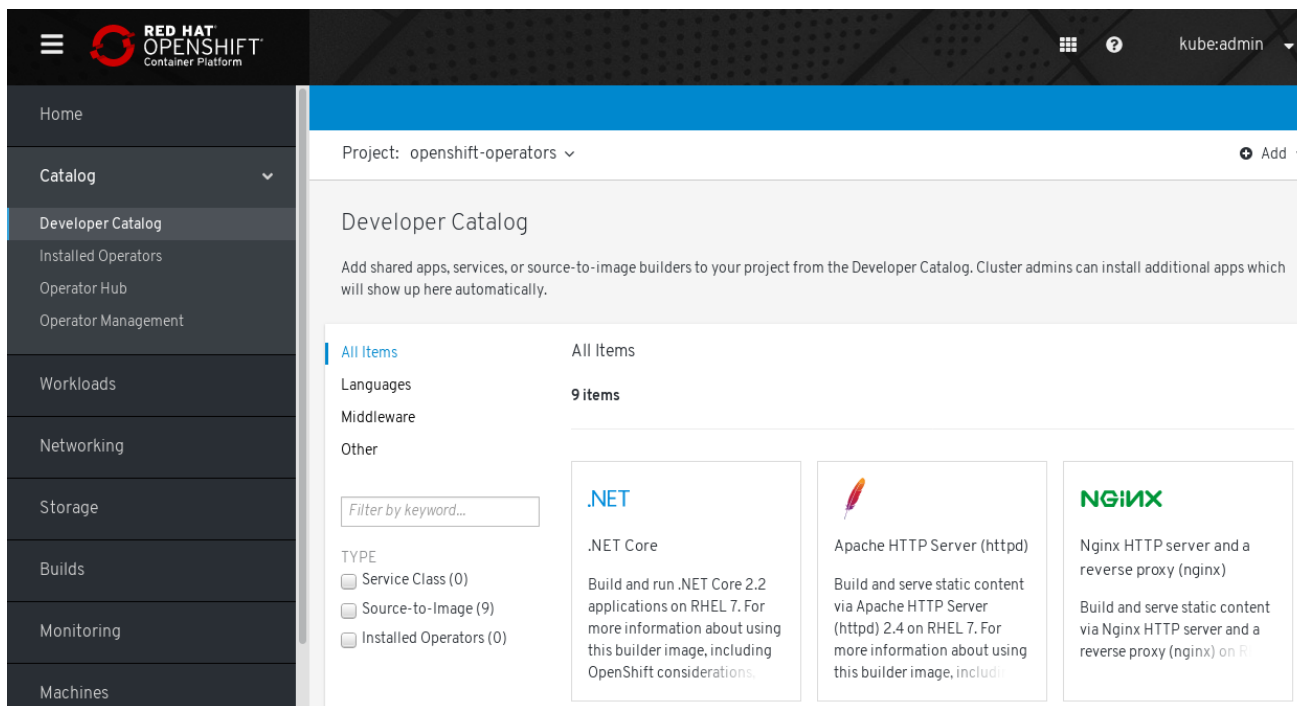 RED HAT
OPENSHIFT
Container Platform
kube:admin
Home
Catalog
Developer Catalog
Installed Operators
Operator Hub
Operator Management
Workloads
Networking
Storage
Builds
Monitoring
Machines
Project: openshift-operators
Add
Developer Catalog
Add shared apps, services, or source-to-image builders to your project from the Developer Catalog. Cluster admins can install additional apps which
will show up here automatically.
All Items
Languages
Middleware
Other
Filter by keyword...
TYPE
Service Class (0)
Source-to-Image (9)
Installed Operators (0)
All Items
9 items
.NET
.NET Core
Build and run .NET Core 2.2
applications on RHEL 7. For
more information about using
this builder image, including
OpenShift considerations,
Apache HTTP Server (httpd)
Build and serve static content
via Apache HTTP Server
(httpd) 2.4 on RHEL 7. For
more information about using
this builder image, includin
NGINX
Nginx HTTP server and a
reverse proxy (nginx)
Build and serve static content
via Nginx HTTP server and a
reverse proxy (nginx) on